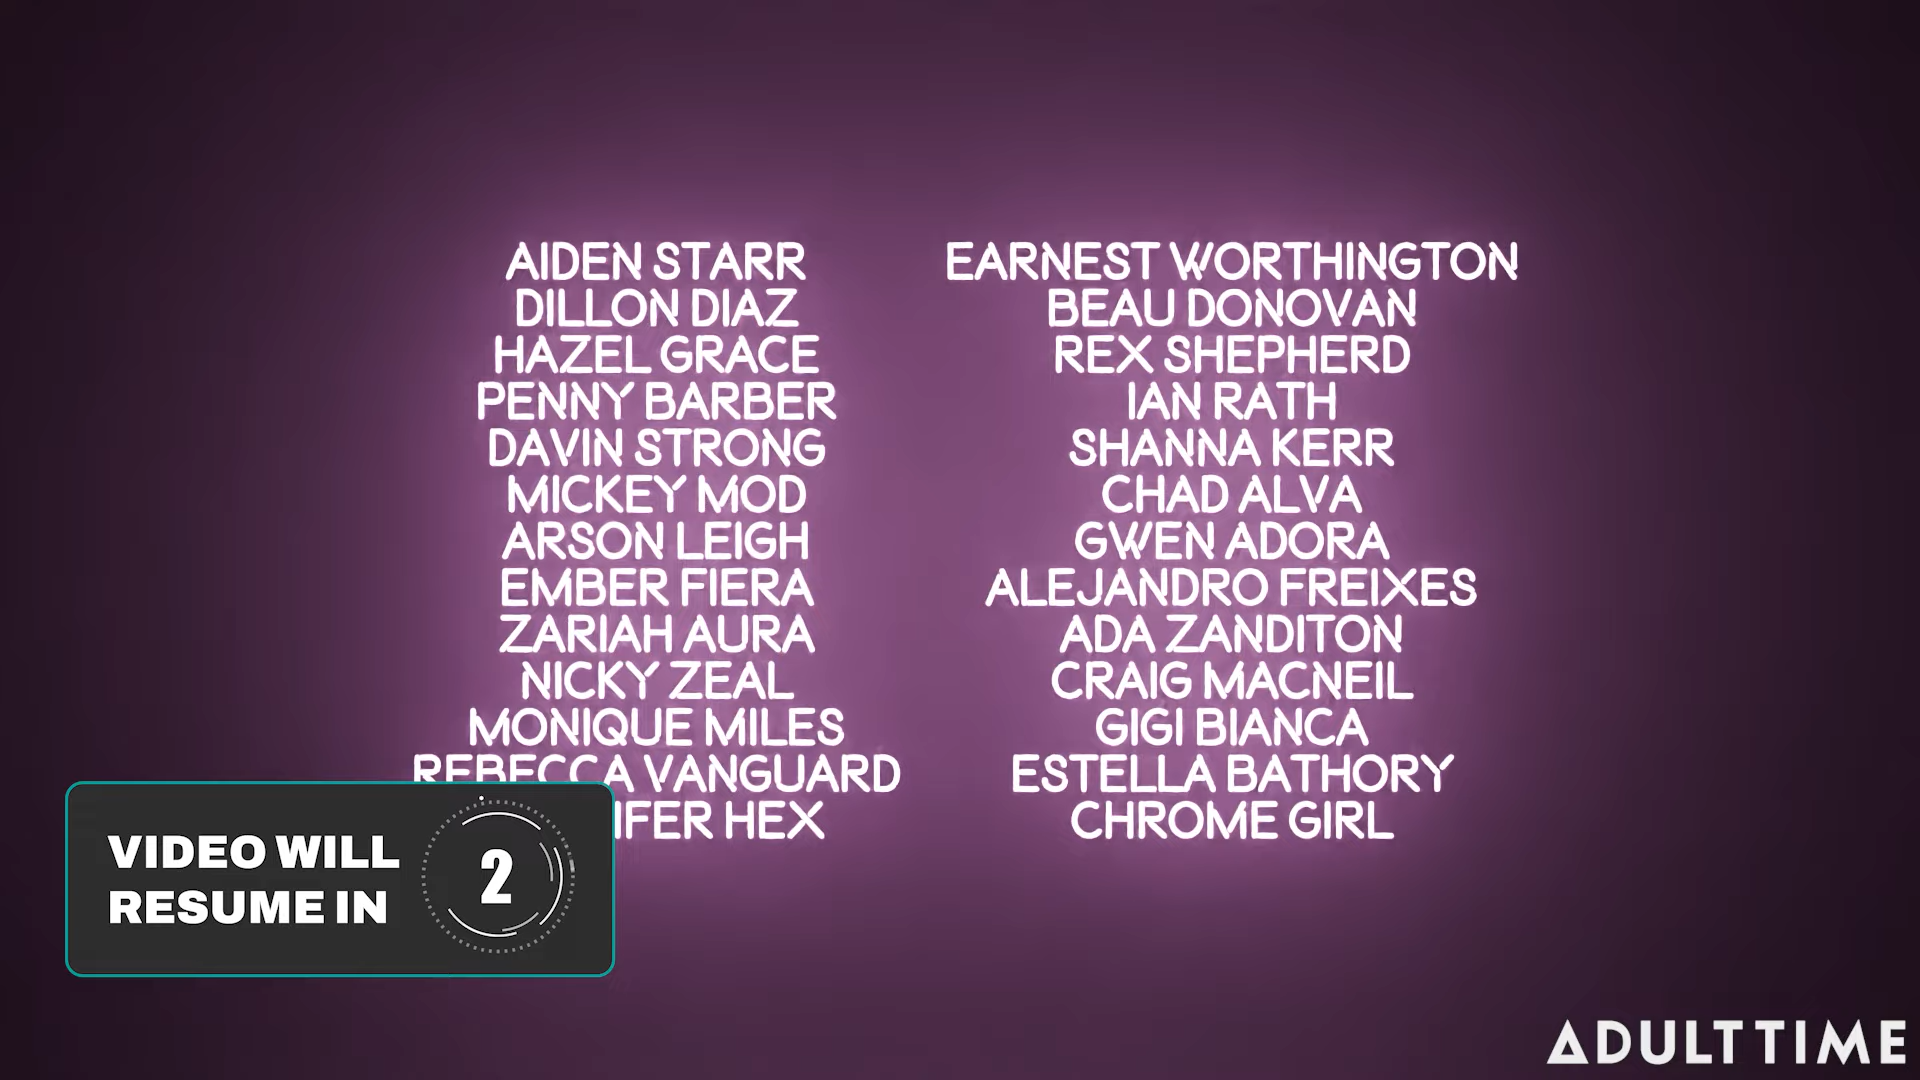 AIDEN STARR
DILLON DIAZ
HAZEL GRACE
PENNY BARBER
DAVIN STRONG
MICKEY MOD
ARSON LEIGH
EMBER FIERA
ZARIAH AURA
NICKY ZEAL
MONIQUE MILES
REBECCA VANGUARD
HEX
EARNEST WORTHINGTON
BEAU DONOVAN
REX SHEPHERD
IAN RATH
SHANNA KERR
CHAD ALVA
GWEN ADORA
ALEJANDRO FREIXES
ADA ZANDITON
CRAIG MACNEIL
GIGI BIANCA
ESTELLA BATHORY
CHROME GIRL
VIDEO WILL
RESUME IN
2
ADULT TIME